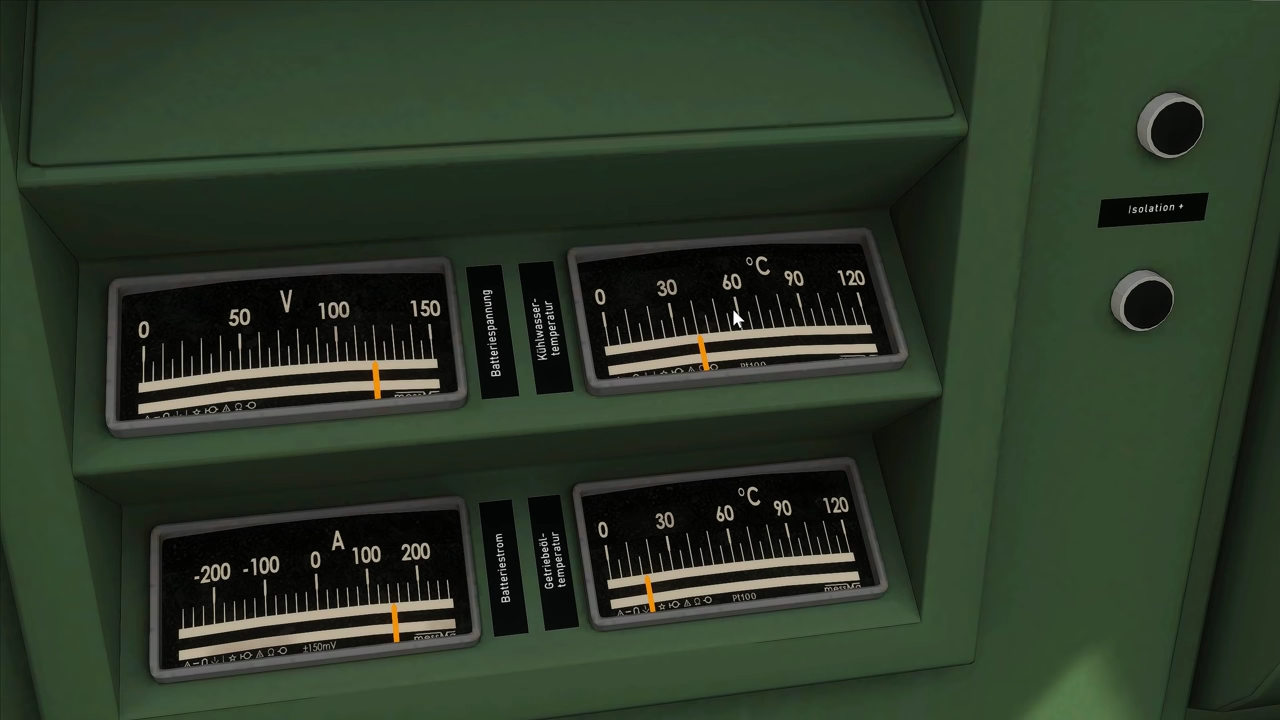 V
0 50 100 150
Batteriespannung
Kühlwasser-
temperatur
°C
0 30 60 90 120
Pt100
A
-200 -100 0 100 200
±150mV
Batteriestrom
Getriebeöl-
temperatur
°C
0 30 60 90 120
Pt100
Isolation +